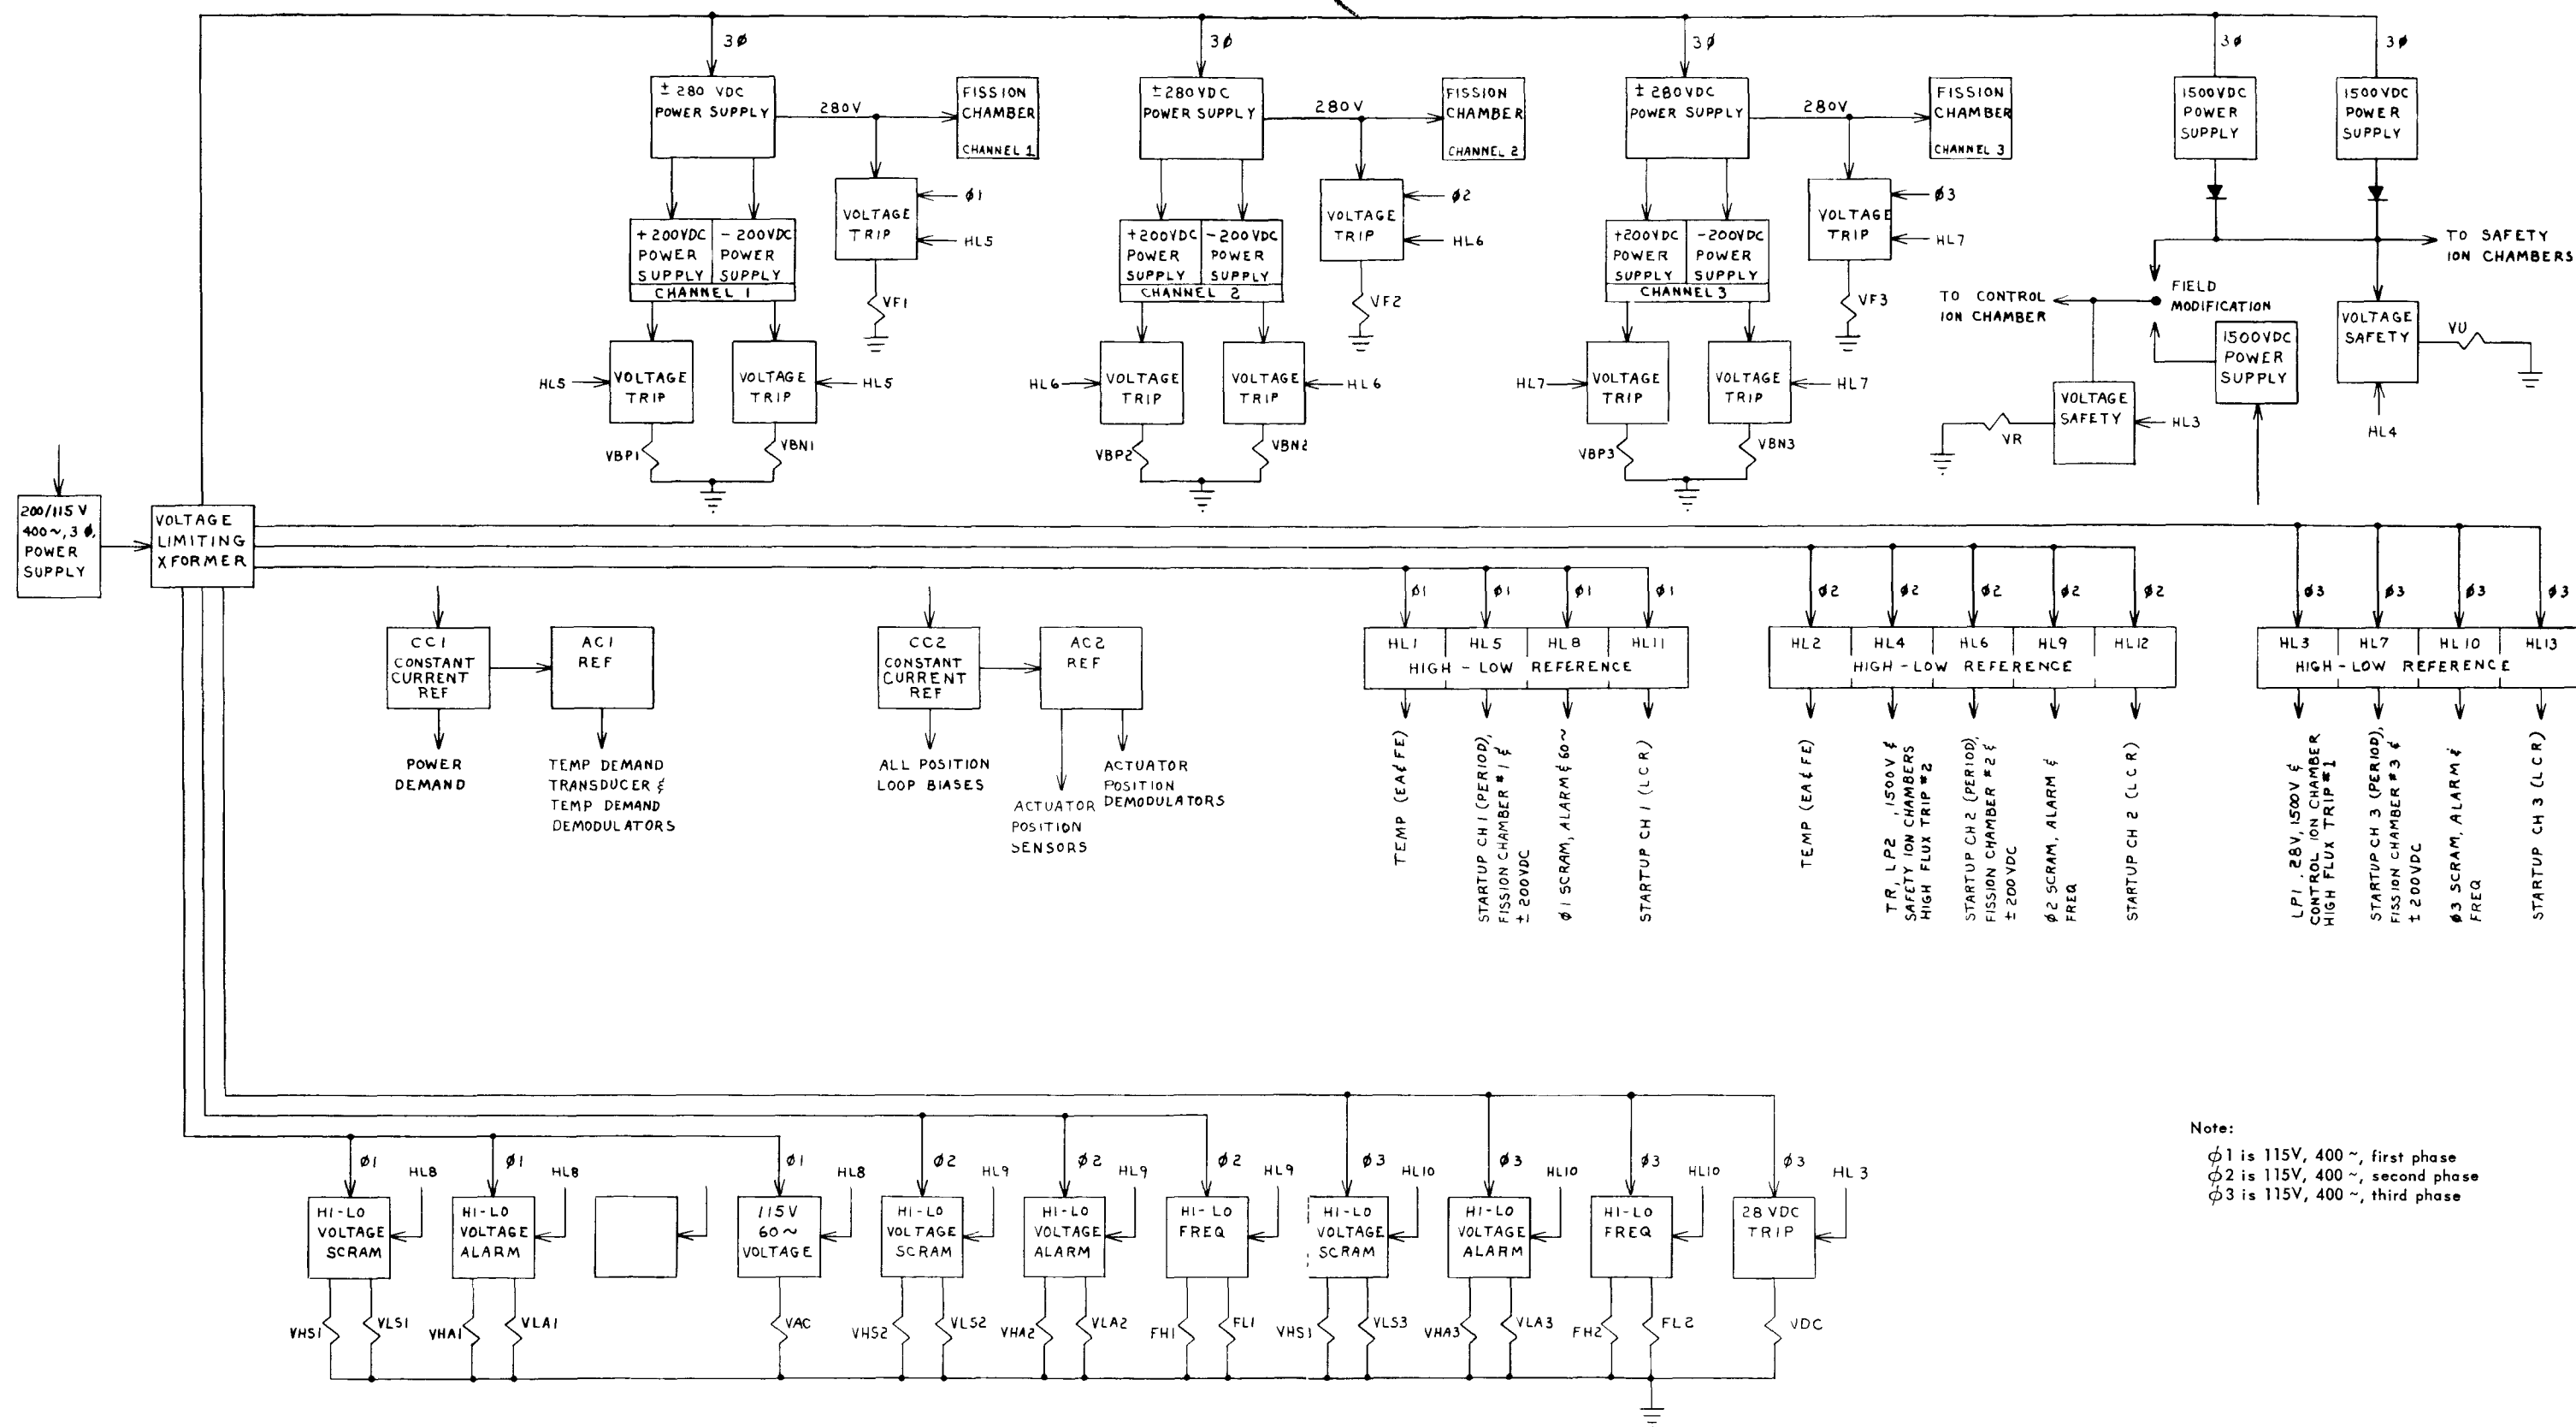 3ϕ
3ϕ
3ϕ
3ϕ
3ϕ
± 280 VDC
POWER SUPPLY
280V
FISSION
CHAMBER
CHANNEL 1
VOLTAGE
TRIP
ϕ1
HL5
VF1
+200VDC
POWER
SUPPLY
-200VDC
POWER
SUPPLY
CHANNEL 1
HL5
VOLTAGE
TRIP
VOLTAGE
TRIP
HL5
VBP1
VBN1
±280VDC
POWER SUPPLY
280V
FISSION
CHAMBER
CHANNEL 2
VOLTAGE
TRIP
ϕ2
HL6
VF2
+200VDC
POWER
SUPPLY
-200VDC
POWER
SUPPLY
CHANNEL 2
HL6
VOLTAGE
TRIP
VOLTAGE
TRIP
HL6
VBP2
VBN2
±280VDC
POWER SUPPLY
280V
FISSION
CHAMBER
CHANNEL 3
VOLTAGE
TRIP
ϕ3
HL7
VF3
+200VDC
POWER
SUPPLY
-200VDC
POWER
SUPPLY
CHANNEL 3
HL7
VOLTAGE
TRIP
VOLTAGE
TRIP
HL7
VBP3
VBN3
1500VDC
POWER
SUPPLY
1500VDC
POWER
SUPPLY
TO SAFETY
ION CHAMBERS
TO CONTROL
ION CHAMBER
FIELD
MODIFICATION
1500VDC
POWER
SUPPLY
VOLTAGE
SAFETY
VU
HL4
VOLTAGE
SAFETY
HL3
VR
200/115 V
400~, 3ϕ,
POWER
SUPPLY
VOLTAGE
LIMITING
XFORMER
CC1
CONSTANT
CURRENT
REF
AC1
REF
POWER
DEMAND
TEMP DEMAND
TRANSDUCER &
TEMP DEMAND
DEMODULATORS
CC2
CONSTANT
CURRENT
REF
AC2
REF
ALL POSITION
LOOP BIASES
ACTUATOR
POSITION
SENSORS
ACTUATOR
POSITION
DEMODULATORS
ϕ1
ϕ1
ϕ1
ϕ1
HL1
HL5
HL8
HL11
HIGH-LOW REFERENCE
TEMP (EA&FE)
STARTUP CH 1 (PERIOD),
FISSION CHAMBER #1 &
± 200VDC
ϕ1 SCRAM, ALARM & 60~
STARTUP CH 1 (LCR)
ϕ2
ϕ2
ϕ2
ϕ2
ϕ2
HL2
HL4
HL6
HL9
HL12
HIGH-LOW REFERENCE
TEMP (EA&FE)
TR, LP2, 1500V &
SAFETY ION CHAMBERS
HIGH FLUX TRIP #2
STARTUP CH 2 (PERIOD),
FISSION CHAMBER #2 &
± 200VDC
ϕ2 SCRAM, ALARM &
FREQ
STARTUP CH 2 (LCR)
ϕ3
ϕ3
ϕ3
ϕ3
HL3
HL7
HL10
HL13
HIGH-LOW REFERENCE
LP1, 28V, 1500V &
CONTROL ION CHAMBER
HIGH FLUX TRIP #1
STARTUP CH 3 (PERIOD),
FISSION CHAMBER #3 &
± 200VDC
ϕ3 SCRAM, ALARM &
FREQ
STARTUP CH 3 (LCR)
ϕ1
HL8
HI-LO
VOLTAGE
SCRAM
VHS1
VLS1
ϕ1
HL8
HI-LO
VOLTAGE
ALARM
VHA1
VLA1
ϕ1
HL8
115V
60~
VOLTAGE
VAC
ϕ2
HL9
HI-LO
VOLTAGE
SCRAM
VHS2
VLS2
ϕ2
HL9
HI-LO
VOLTAGE
ALARM
VHA2
VLA2
ϕ2
HL9
HI-LO
FREQ
FH1
FL1
ϕ3
HL10
HI-LO
VOLTAGE
SCRAM
VLS3
ϕ3
HL10
HI-LO
VOLTAGE
ALARM
VHA3
VLA3
ϕ3
HL10
HI-LO
FREQ
FH2
FL2
ϕ3
HL3
28 VDC
TRIP
VDC
Note:
ϕ1 is 115V, 400 ~, first phase
ϕ2 is 115V, 400 ~, second phase
ϕ3 is 115V, 400 ~, third phase